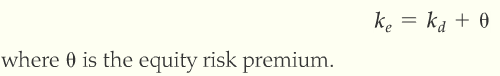 kₑ = k_d + θ
where θ is the equity risk premium.